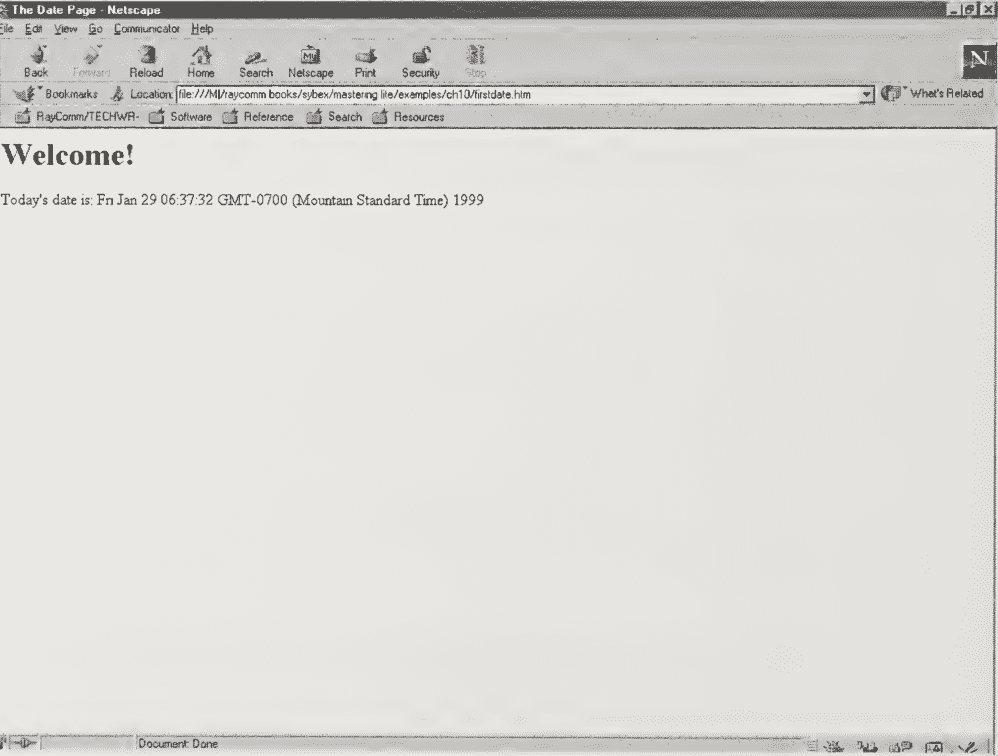 The Date Page - Netscape
File Edit View Go Communicator Help
Back Forward Reload Home Search Netscape Print Security Stop
N
Bookmarks Location: file:///M|/raycomm books/sybex/mastering lite/examples/ch10/firstdate.htm What's Related
RayComm/TECHWR- Software Reference Search Resources
Welcome!
Today's date is: Fri Jan 29 06:37:32 GMT-0700 (Mountain Standard Time) 1999
Document: Done